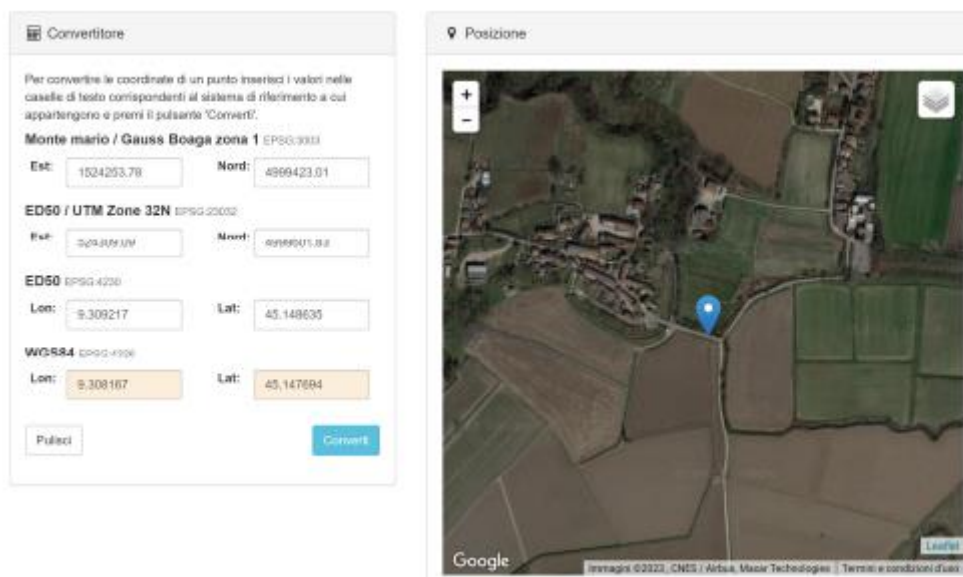 Convertitore
Per convertire le coordinate di un punto inserisci i valori nelle
caselle di testo corrispondenti al sistema di riferimento a cui
appartengono e premi il pulsante 'Converti'.
Monte mario / Gauss Boaga zona 1 EPSG:3003
Est: 1524253.78 Nord: 4999423.01
ED50 / UTM Zone 32N EPSG:23032
Est: 524309.09 Nord: 4999601.83
ED50 EPSG:4230
Lon: 9.309217 Lat: 45.148635
WGS84 EPSG:4326
Lon: 9.308167 Lat: 45.147694
Pulisci Converti
Posizione
+
−
Google
Leaflet
Immagini ©2023, CNES / Airbus, Maxar Technologies Termini e condizioni d'uso